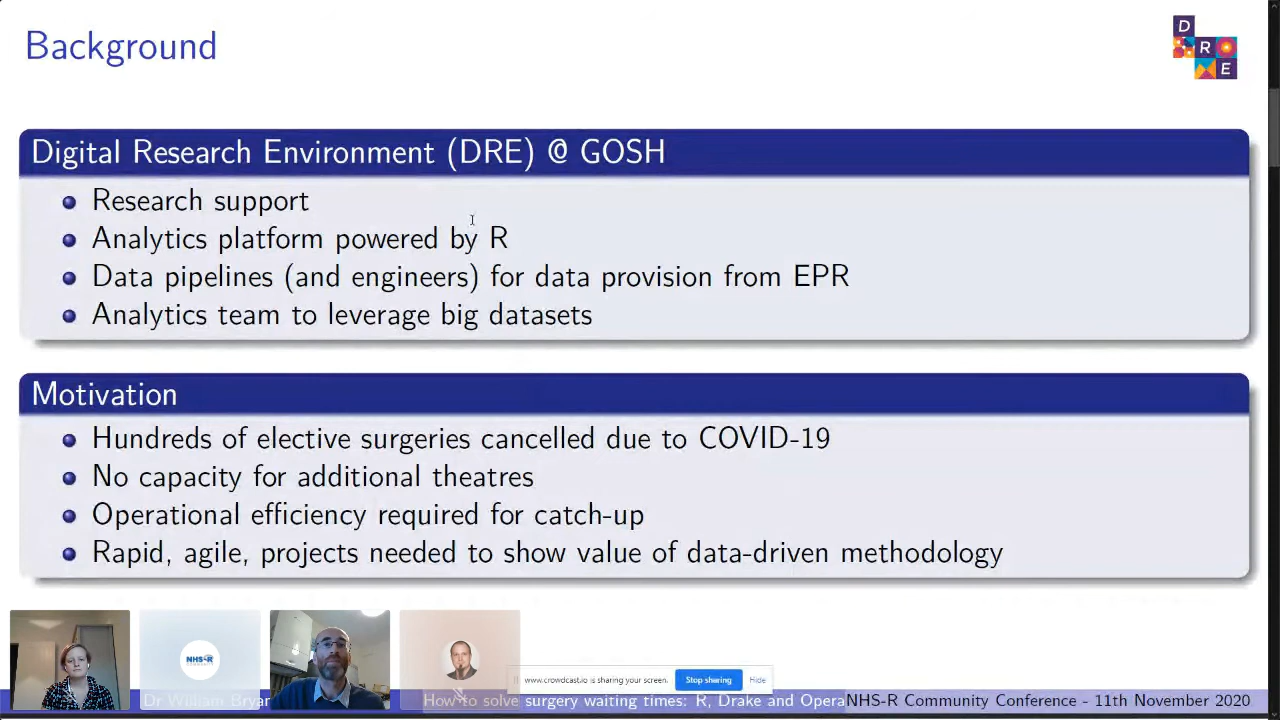 Background
D
R
E
Digital Research Environment (DRE) @ GOSH
Research support
Analytics platform powered by R
Data pipelines (and engineers) for data provision from EPR
Analytics team to leverage big datasets
Motivation
Hundreds of elective surgeries cancelled due to COVID-19
No capacity for additional theatres
Operational efficiency required for catch-up
Rapid, agile, projects needed to show value of data-driven methodology
NHS-R
COMMUNITY
www.crowdcast.io is sharing your screen.
Stop sharing
Hide
Dr William Bryan
How to solve surgery waiting times: R, Drake and Opera
NHS-R Community Conference - 11th November 2020